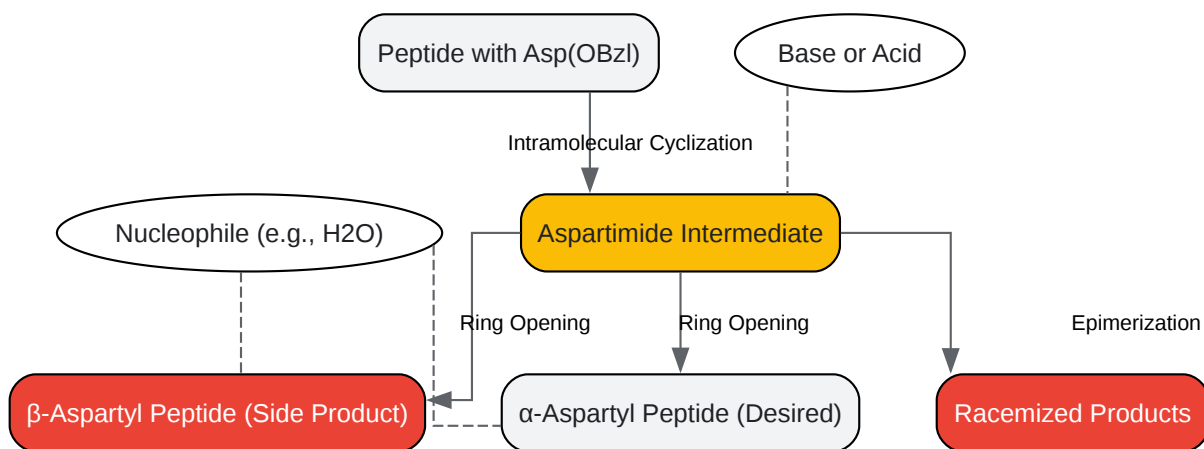 Peptide with Asp(OBzl)
Base or Acid
Intramolecular Cyclization
Nucleophile (e.g., H2O)
Aspartimide Intermediate
Ring Opening
Ring Opening
Epimerization
β-Aspartyl Peptide (Side Product)
α-Aspartyl Peptide (Desired)
Racemized Products